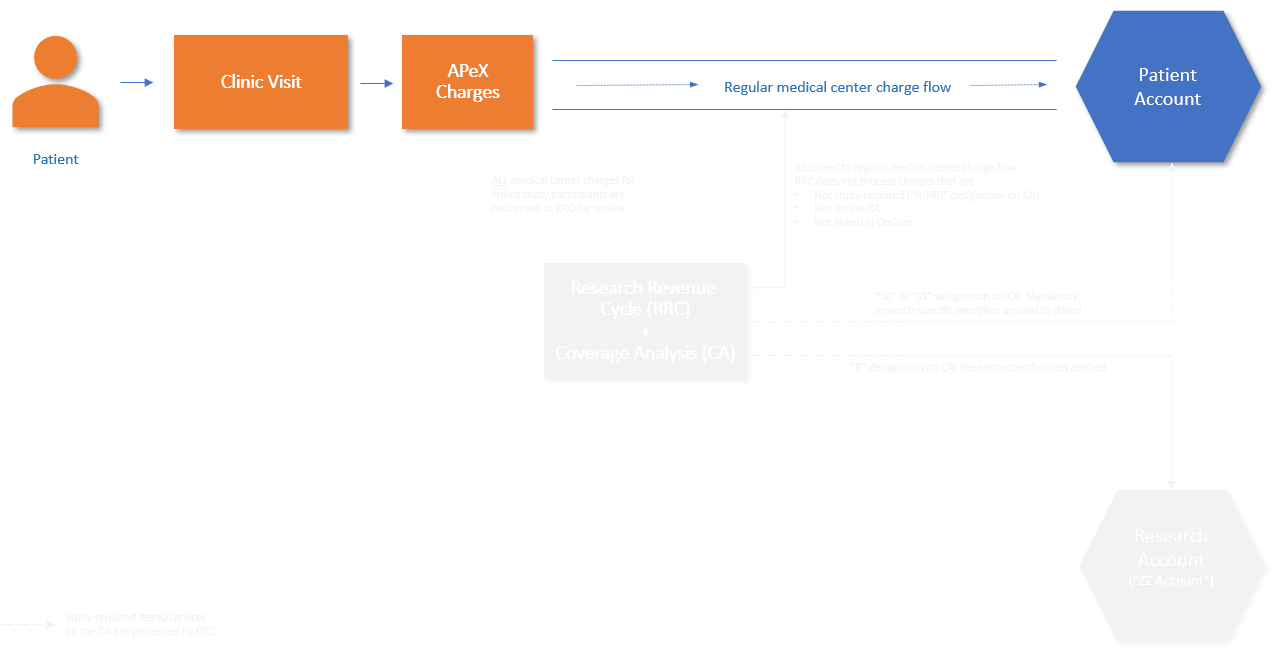 Patient
Clinic Visit
APeX
Charges
Regular medical center charge flow
Patient
Account
ALL medical center charges for
linked study participants are
redirected to RRC for review
Returned to regular medical center charge flow
RRC does not process charges that are
• Not study-required ("N(NR)" designation on CA)
• Not on the CA
• Not linked in OnCore
Research Revenue
Cycle (RRC)
+
Coverage Analysis (CA)
"S0" or "S1" designation on CA: Mandatory,
research-specific modifiers applied to claims
"R" designation on CA: Research-specific rates applied
Research
Account
("ZZ Account")
Study-required items/services
on the CA are processed by RRC